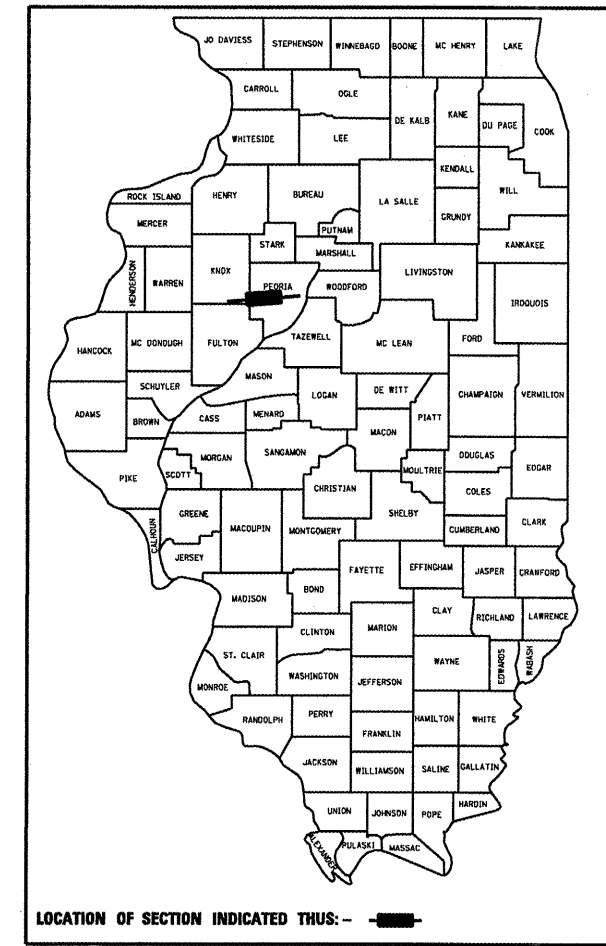 JO DAVIESS
STEPHENSON
WINNEBAGO
BOONE
MC HENRY
LAKE
CARROLL
OGLE
DE KALB
KANE
DU PAGE
COOK
WHITESIDE
LEE
KENDALL
WILL
ROCK ISLAND
HENRY
BUREAU
LA SALLE
GRUNDY
MERCER
PUTNAM
KANKAKEE
STARK
MARSHALL
HENDERSON
WARREN
KNOX
PEORIA
WOODFORD
LIVINGSTON
IROQUOIS
HANCOCK
MC DONOUGH
FULTON
TAZEWELL
MC LEAN
FORD
MASON
SCHUYLER
LOGAN
DE WITT
CHAMPAIGN
VERMILION
ADAMS
BROWN
CASS
MENARD
PIATT
MACON
MORGAN
SANGAMON
DOUGLAS
EDGAR
PIKE
SCOTT
MOULTRIE
CHRISTIAN
COLES
GREENE
SHELBY
CLARK
CALHOUN
MACOUPIN
MONTGOMERY
CUMBERLAND
JERSEY
FAYETTE
EFFINGHAM
JASPER
CRAWFORD
MADISON
BOND
CLAY
RICHLAND
LAWRENCE
CLINTON
MARION
ST. CLAIR
WAYNE
EDWARDS
WABASH
WASHINGTON
JEFFERSON
MONROE
RANDOLPH
PERRY
HAMILTON
WHITE
FRANKLIN
JACKSON
WILLIAMSON
SALINE
GALLATIN
UNION
JOHNSON
POPE
HARDIN
ALEXANDER
PULASKI
MASSAC
LOCATION OF SECTION INDICATED THUS: -